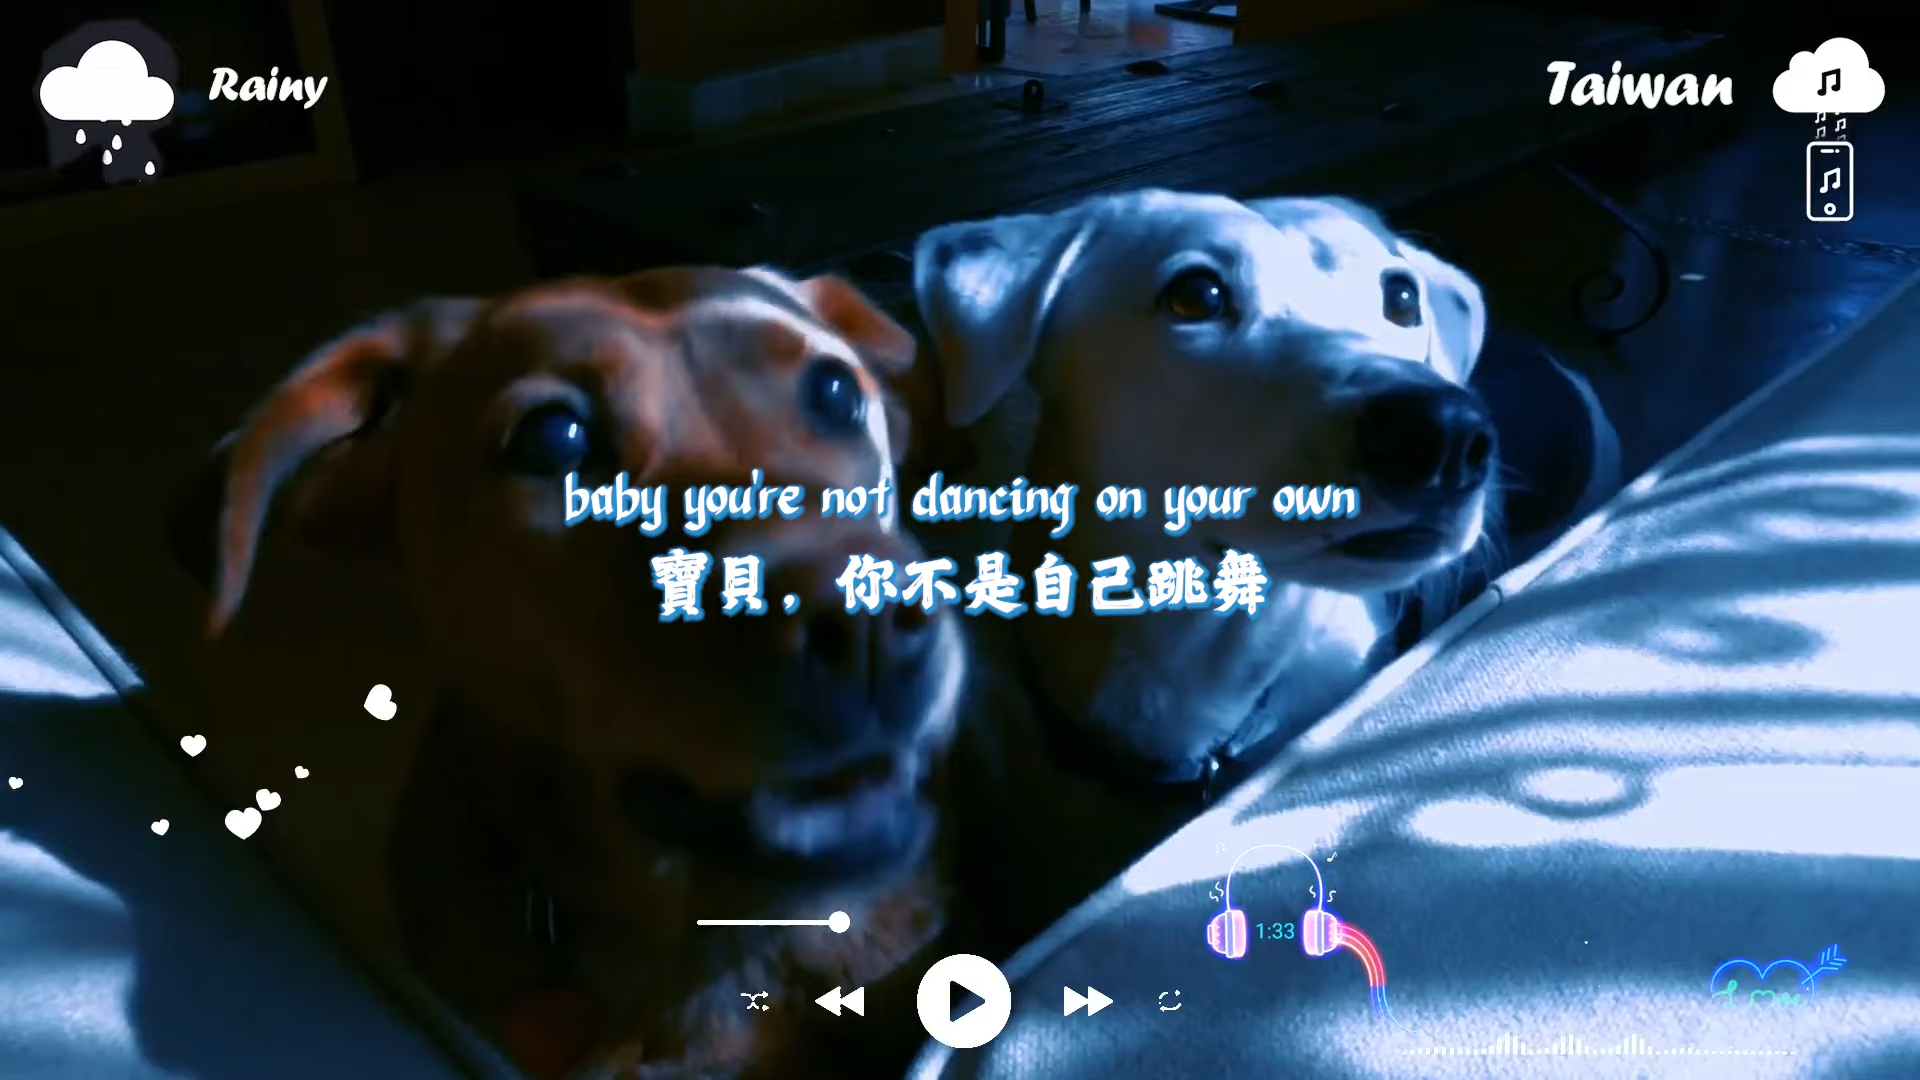 Rainy
Taiwan
baby you're not dancing on your own
寶貝，你不是自己跳舞
1:33
Love